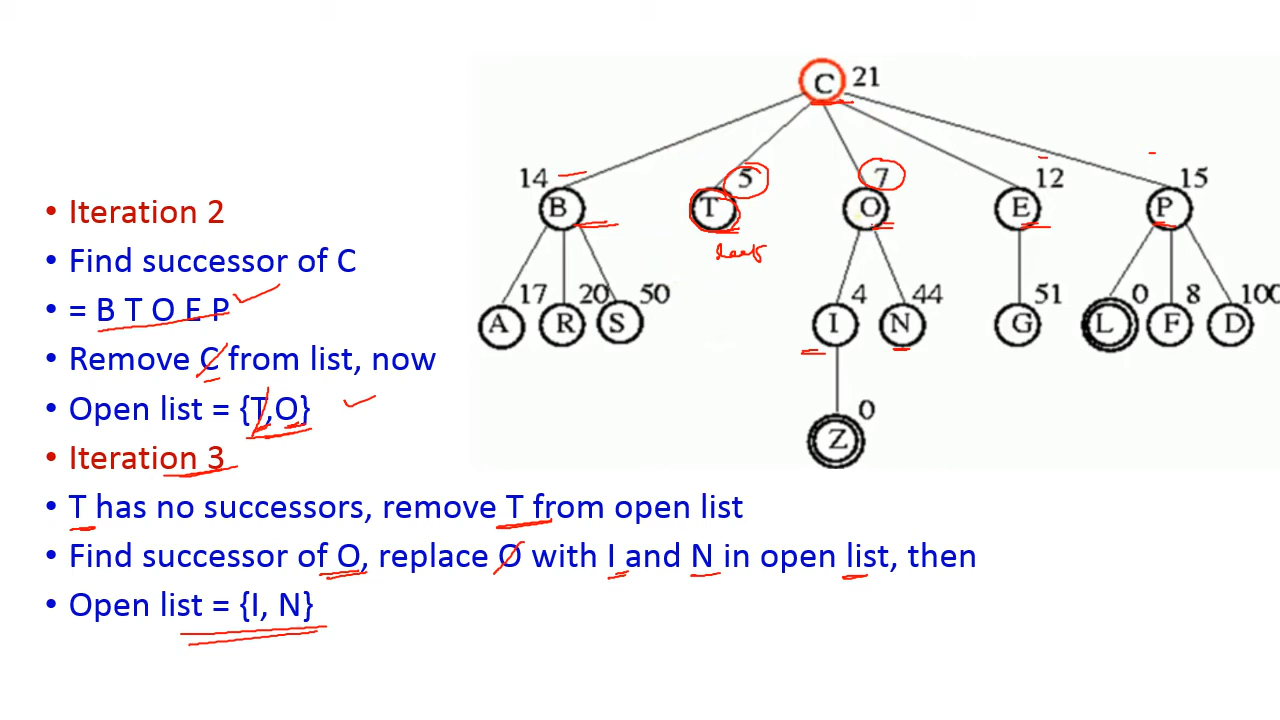 C 21
14 5 7 12 15
B T O E P
leaf
17 20 50 4 44 51 0 8 100
A R S I N G L F D
0
Z
• Iteration 2
• Find successor of C
• = B T O E P
• Remove C from list, now
• Open list = {T,O}
• Iteration 3
• T has no successors, remove T from open list
• Find successor of O, replace O with I and N in open list, then
• Open list = {I, N}